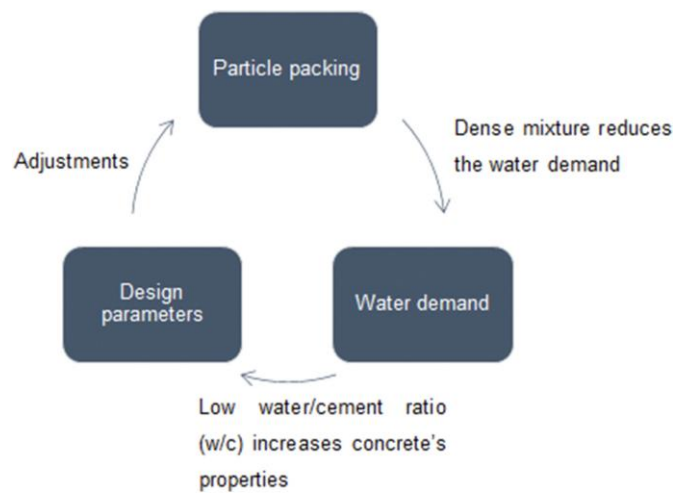 Particle packing
Dense mixture reduces
the water demand
Adjustments
Design
parameters
Water demand
Low water/cement ratio
(w/c) increases concrete's
properties